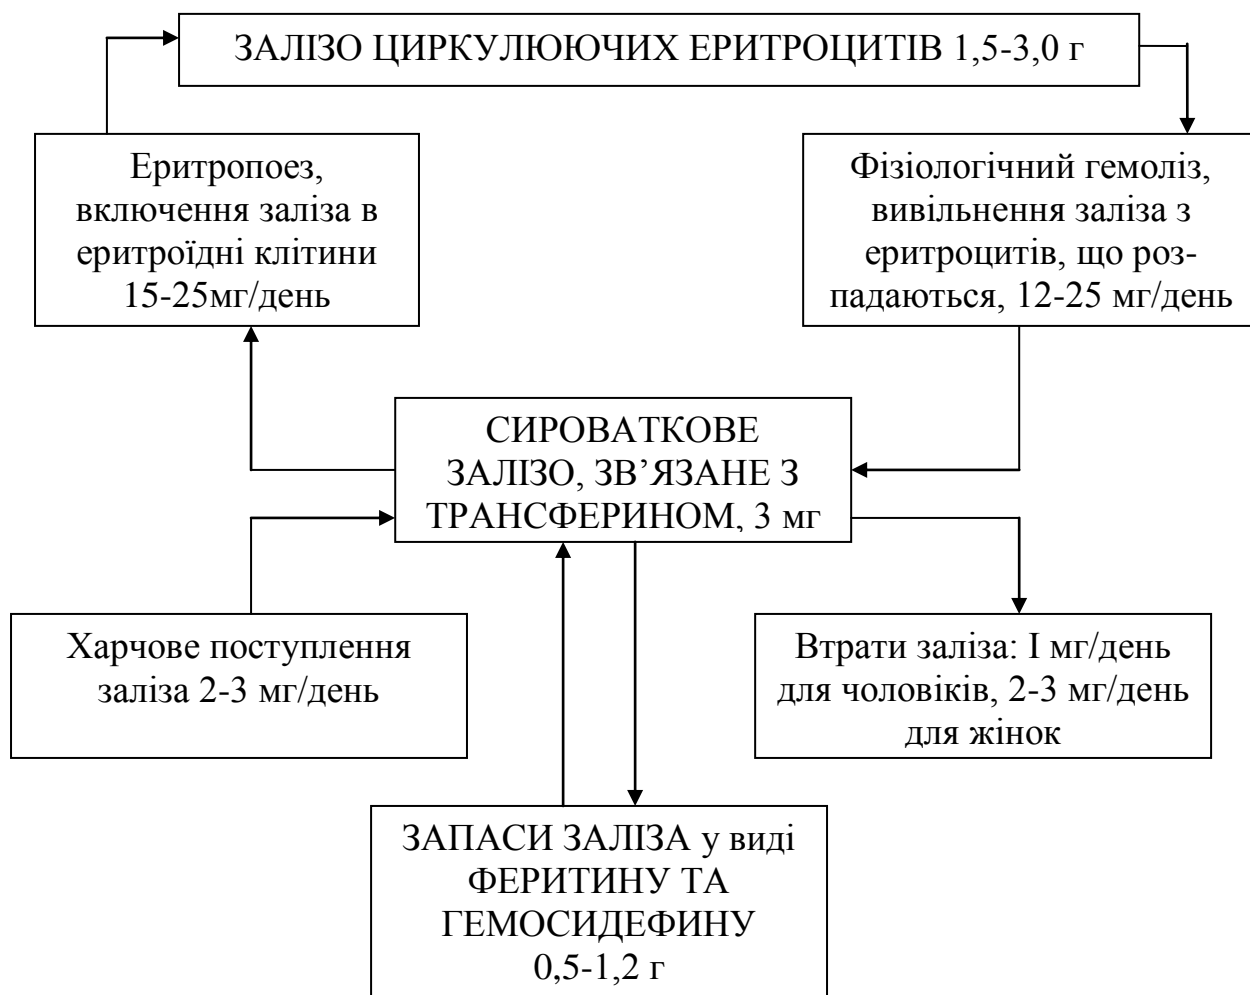 ЗАЛІЗО ЦИРКУЛЮЮЧИХ ЕРИТРОЦИТІВ 1,5-3,0 г
Еритропоез,
включення заліза в
еритроїдні клітини
15-25мг/день
Фізіологічний гемоліз,
вивільнення заліза з
еритроцитів, що роз-
падаються, 12-25 мг/день
СИРОВАТКОВЕ
ЗАЛІЗО, ЗВ’ЯЗАНЕ З
ТРАНСФЕРИНОМ, 3 мг
Харчове поступлення
заліза 2-3 мг/день
Втрати заліза: І мг/день
для чоловіків, 2-3 мг/день
для жінок
ЗАПАСИ ЗАЛІЗА у виді
ФЕРИТИНУ ТА
ГЕМОСИДЕФИНУ
0,5-1,2 г